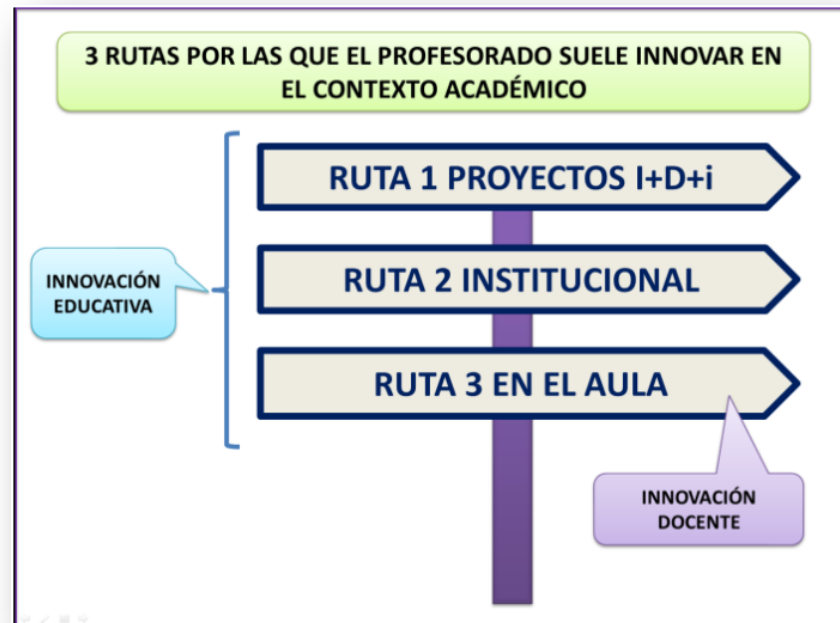 3 RUTAS POR LAS QUE EL PROFESORADO SUELE INNOVAR EN
EL CONTEXTO ACADÉMICO
RUTA 1 PROYECTOS I+D+i
INNOVACIÓN
EDUCATIVA
RUTA 2 INSTITUCIONAL
RUTA 3 EN EL AULA
INNOVACIÓN
DOCENTE